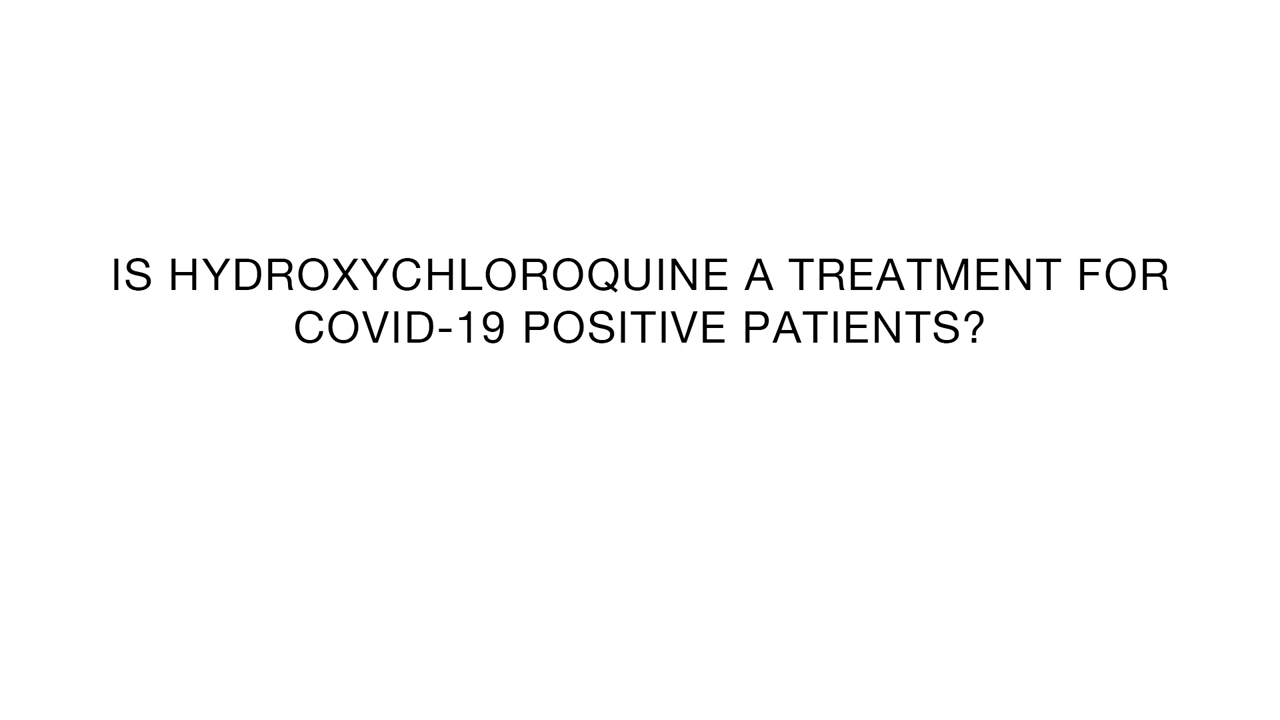 IS HYDROXYCHLOROQUINE A TREATMENT FOR
COVID-19 POSITIVE PATIENTS?